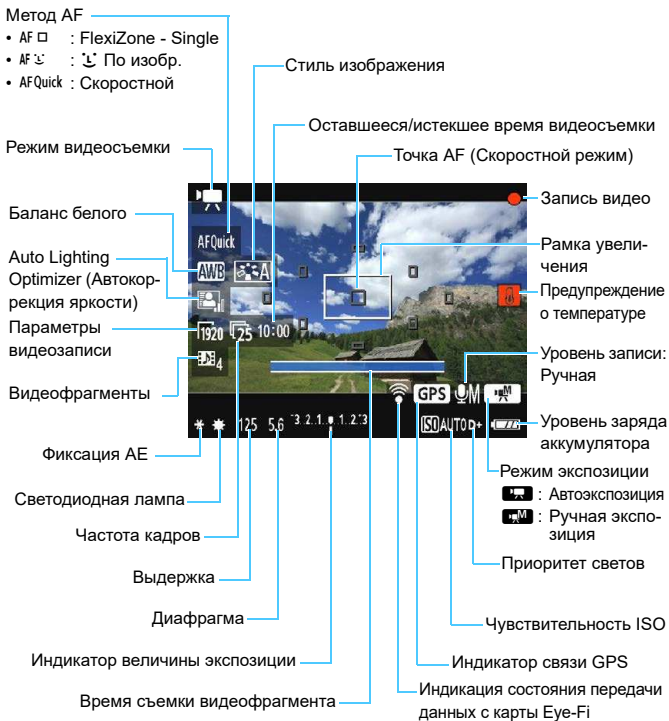 Метод AF
• AF □ : FlexiZone - Single
• AF : По изобр.
• AFQuick : Скоростной
Стиль изображения
Оставшееся/истекшее время видеосъемки
Режим видеосъемки
Точка AF (Скоростной режим)
Запись видео
Баланс белого
Рамка увели-
чения
Auto Lighting
Optimizer (Автокор-
рекция яркости)
Предупреждение
о температуре
Параметры
видеозаписи
Уровень записи:
Ручная
Видеофрагменты
Уровень заряда
аккумулятора
Фиксация AE
Режим экспозиции
: Автоэкспозиция
M : Ручная экспо-
зиция
Светодиодная лампа
Частота кадров
Приоритет светов
Выдержка
Диафрагма
Чувствительность ISO
Индикатор величины экспозиции
Индикатор связи GPS
Время съемки видеофрагмента
Индикация состояния передачи
данных с карты Eye-Fi
AFQuick
AWB A
1920 25 10:00
4
GPS M M
125 5.6 -3..2..1..0..1..2..+3 ISO AUTO D+